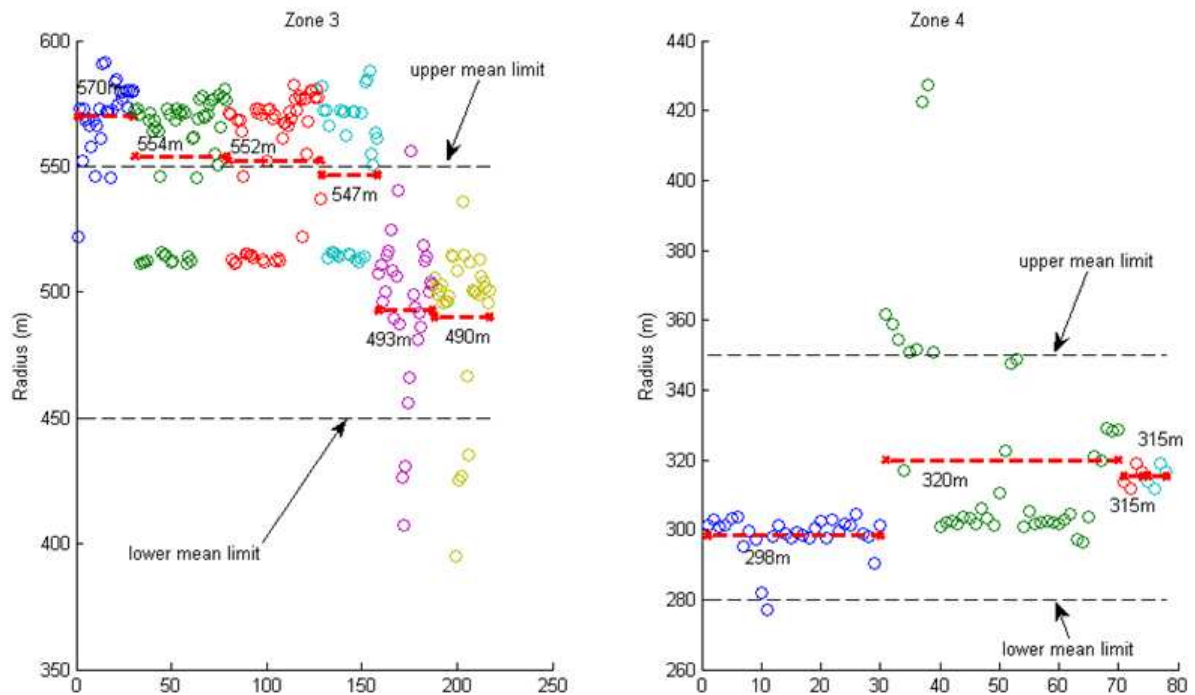 Zone 3
600
550
500
450
400
350
Radius (m)
0
50
100
150
200
250
upper mean limit
570m
554m
552m
547m
493m
490m
lower mean limit
Zone 4
440
420
400
380
360
340
320
300
280
260
Radius (m)
0
10
20
30
40
50
60
70
80
upper mean limit
315m
320m
315m
298m
lower mean limit